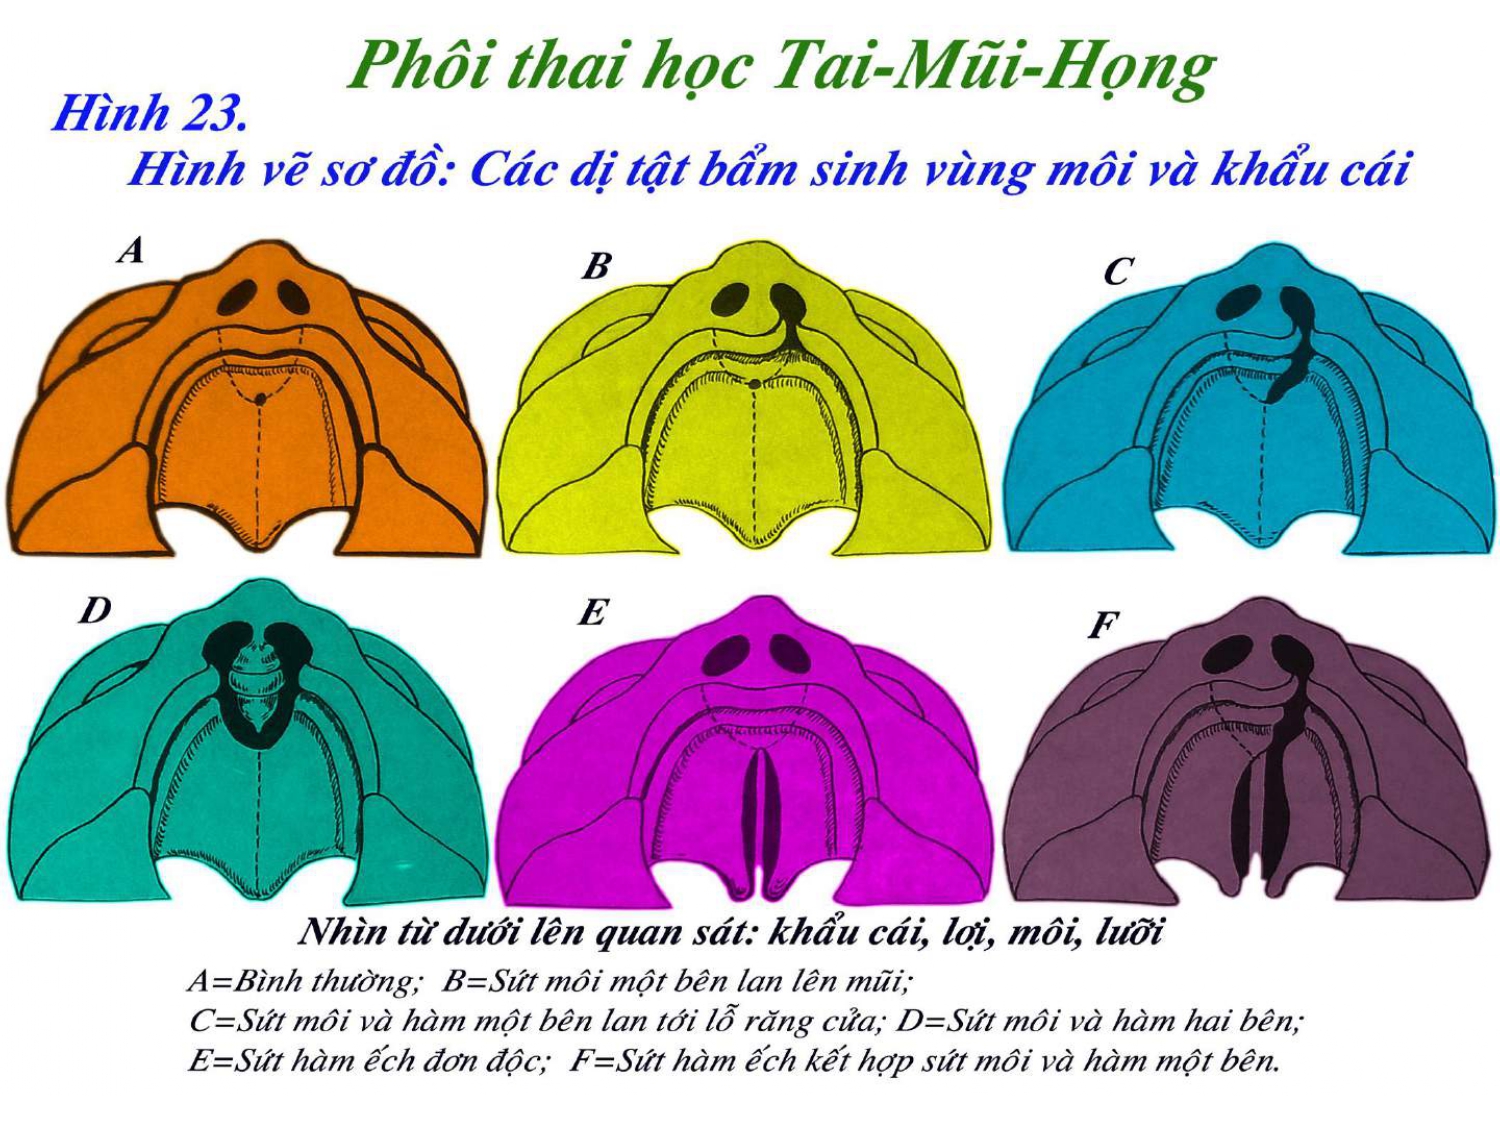 Phôi thai học Tai-Mũi-Họng
Hình 23.
Hình vẽ sơ đồ: Các dị tật bẩm sinh vùng môi và khẩu cái
A
B
C
D
E
F
Nhìn từ dưới lên quan sát: khẩu cái, lợi, môi, lưỡi
A=Bình thường; B=Sứt môi một bên lan lên mũi;
C=Sứt môi và hàm một bên lan tới lỗ răng cửa; D=Sứt môi và hàm hai bên;
E=Sứt hàm ếch đơn độc; F=Sứt hàm ếch kết hợp sứt môi và hàm một bên.